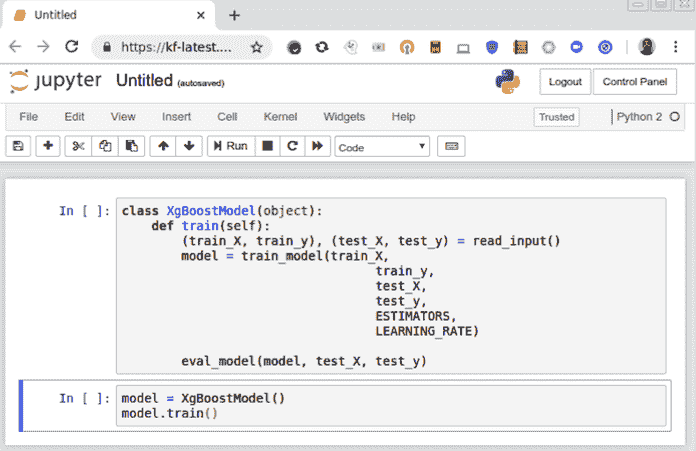 Untitled
https://kf-latest....
jupyter Untitled (autosaved)
Logout Control Panel
File Edit View Insert Cell Kernel Widgets Help
Trusted Python 2
Run Code
In [ ]: class XgBoostModel(object):
def train(self):
(train_X, train_y), (test_X, test_y) = read_input()
model = train_model(train_X,
train_y,
test_X,
test_y,
ESTIMATORS,
LEARNING_RATE)
eval_model(model, test_X, test_y)
In [ ]: model = XgBoostModel()
model.train()